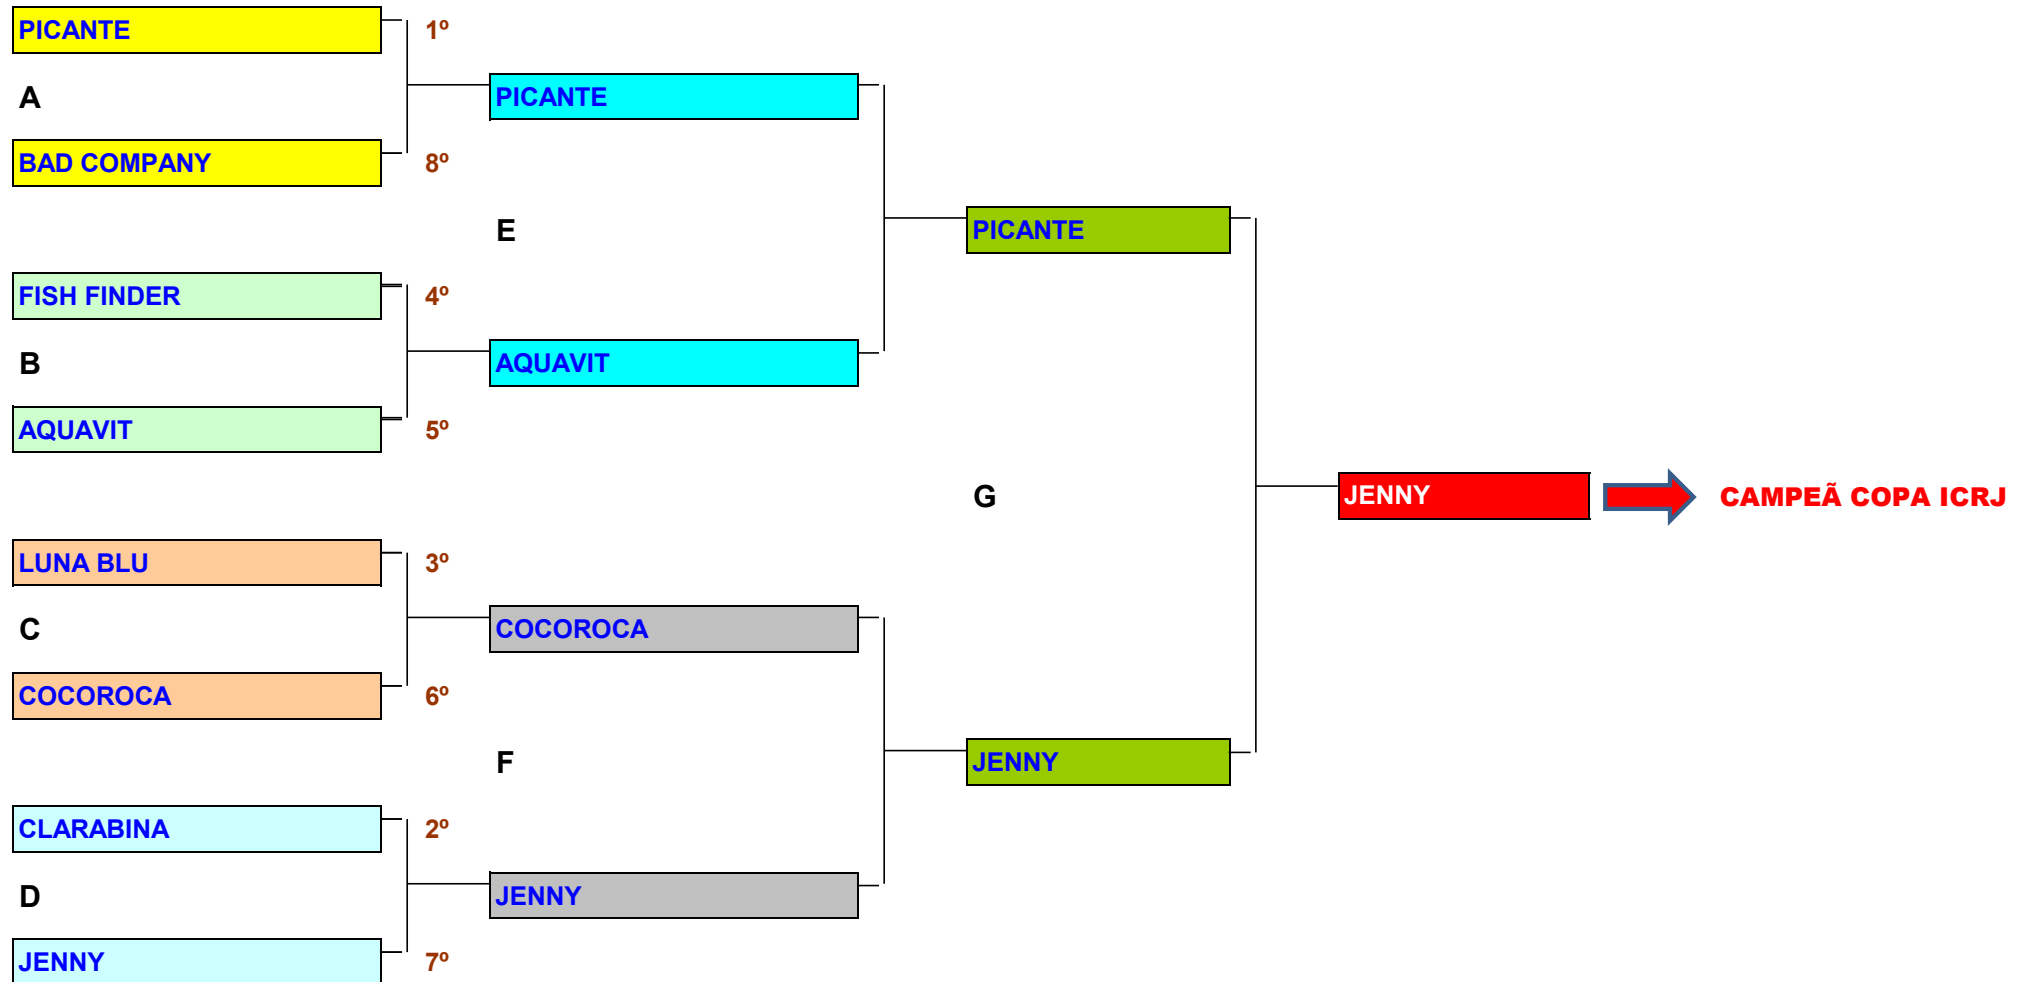 PICANTE 1º
A
PICANTE
BAD COMPANY 8º
E
PICANTE
FISH FINDER 4º
B
AQUAVIT
AQUAVIT 5º
G
JENNY CAMPEÃ COPA ICRJ
LUNA BLU 3º
C
COCOROCA
COCOROCA 6º
F
JENNY
CLARABINA 2º
D
JENNY
JENNY 7º